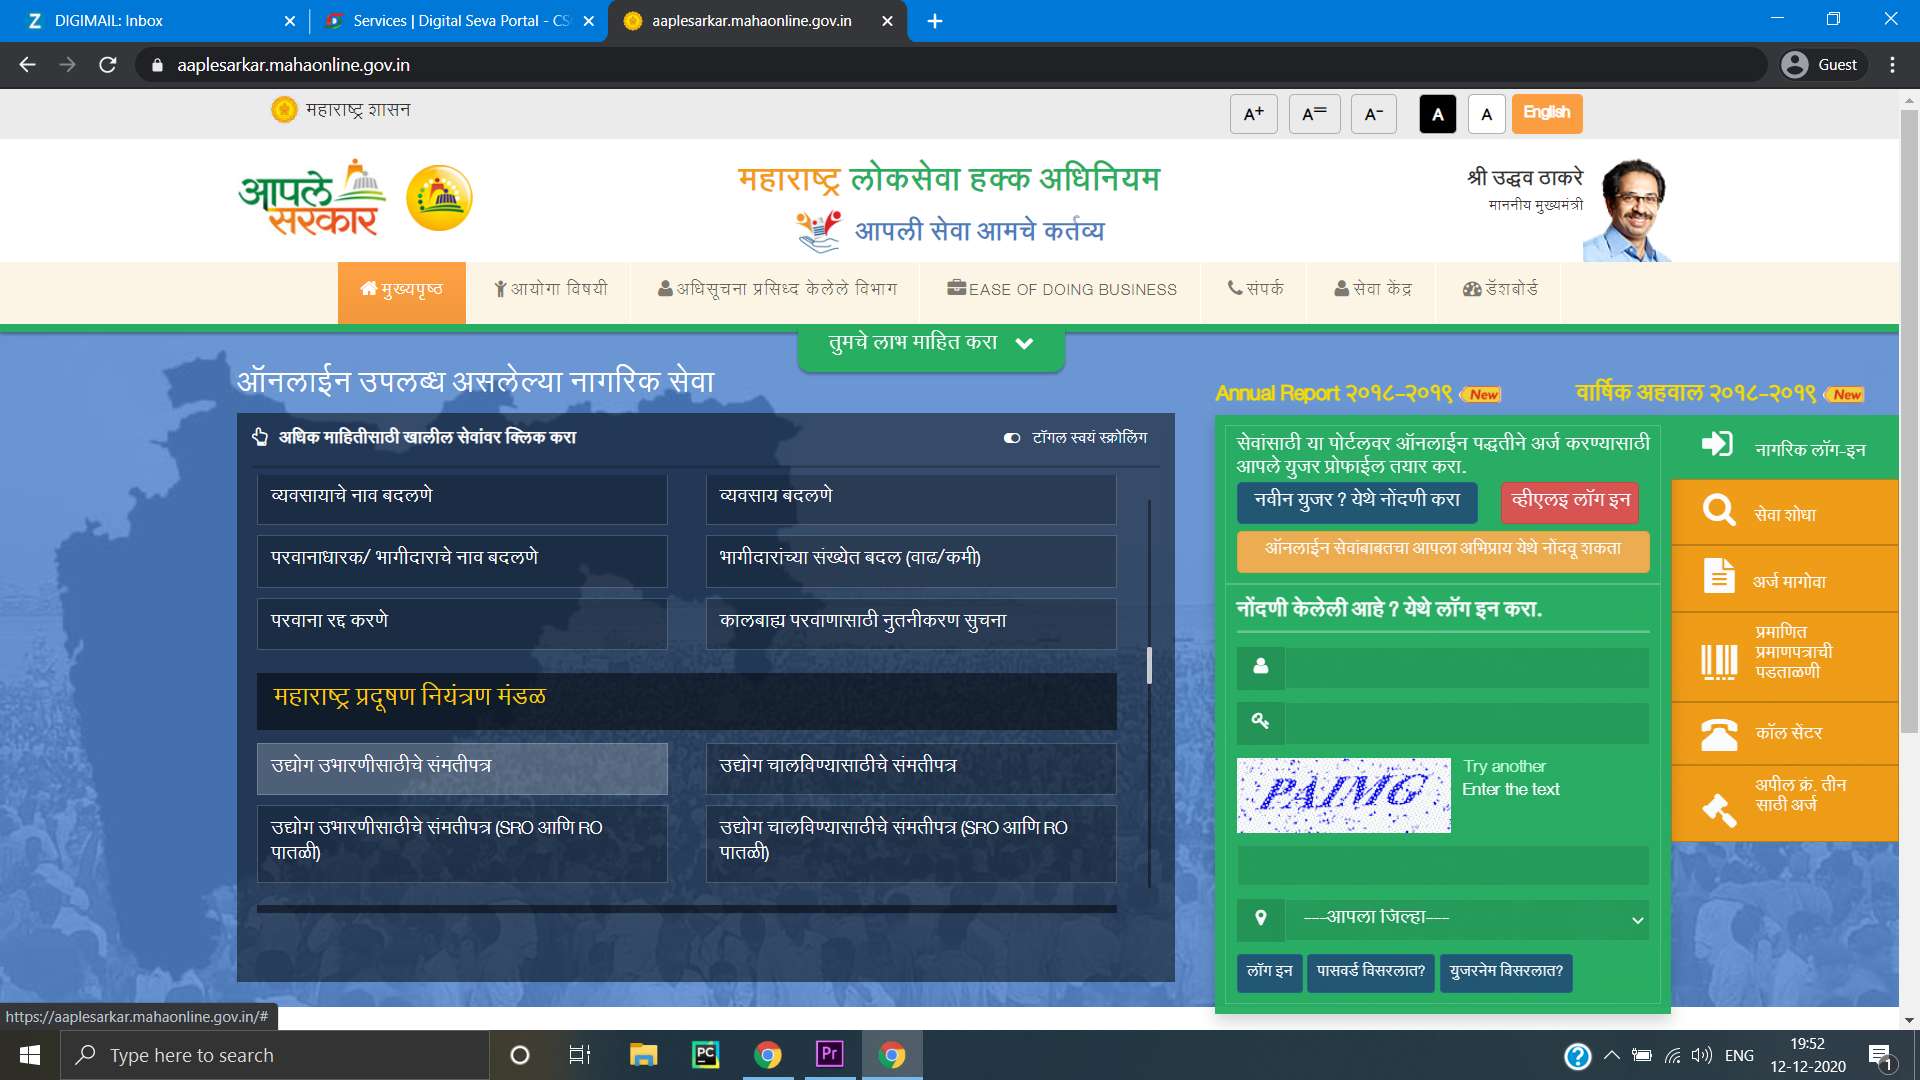 DIGIMAIL: Inbox
Services | Digital Seva Portal - CS
aaplesarkar.mahaonline.gov.in
aaplesarkar.mahaonline.gov.in
Guest
महाराष्ट्र शासन
A+
A=
A-
A
A
English
आपले सरकार
महाराष्ट्र लोकसेवा हक्क अधिनियम
आपली सेवा आमचे कर्तव्य
श्री उद्धव ठाकरे
माननीय मुख्यमंत्री
मुख्यपृष्ठ
आयोगा विषयी
अधिसूचना प्रसिध्द केलेले विभाग
EASE OF DOING BUSINESS
संपर्क
सेवा केंद्र
डॅशबोर्ड
तुमचे लाभ माहित करा
ऑनलाईन उपलब्ध असलेल्या नागरिक सेवा
अधिक माहितीसाठी खालील सेवांवर क्लिक करा
टॉगल स्वयं स्क्रोलिंग
व्यवसायाचे नाव बदलणे
व्यवसाय बदलणे
परवानाधारक/ भागीदाराचे नाव बदलणे
भागीदारांच्या संख्येत बदल (वाढ/कमी)
परवाना रद्द करणे
कालबाह्य परवाणासाठी नुतनीकरण सुचना
महाराष्ट्र प्रदूषण नियंत्रण मंडळ
उद्योग उभारणीसाठीचे संमतीपत्र
उद्योग चालविण्यासाठीचे संमतीपत्र
उद्योग उभारणीसाठीचे संमतीपत्र (SRO आणि RO
पातळी)
उद्योग चालविण्यासाठीचे संमतीपत्र (SRO आणि RO
पातळी)
Annual Report २०१८-२०१९ New
वार्षिक अहवाल २०१८-२०१९ New
सेवांसाठी या पोर्टलवर ऑनलाईन पद्धतीने अर्ज करण्यासाठी
आपले युजर प्रोफाईल तयार करा.
नवीन युजर ? येथे नोंदणी करा
व्हीएलइ लॉग इन
ऑनलाईन सेवांबाबतचा आपला अभिप्राय येथे नोंदवू शकता
नोंदणी केलेली आहे ? येथे लॉग इन करा.
PAIMG
Try another
Enter the text
---आपला जिल्हा---
लॉग इन
पासवर्ड विसरलात?
युजरनेम विसरलात?
नागरिक लॉग-इन
सेवा शोधा
अर्ज मागोवा
प्रमाणित
प्रमाणपत्राची
पडताळणी
कॉल सेंटर
अपील क्रं. तीन
साठी अर्ज
https://aaplesarkar.mahaonline.gov.in/#
Type here to search
PC
Pr
ENG
19:52
12-12-2020
1